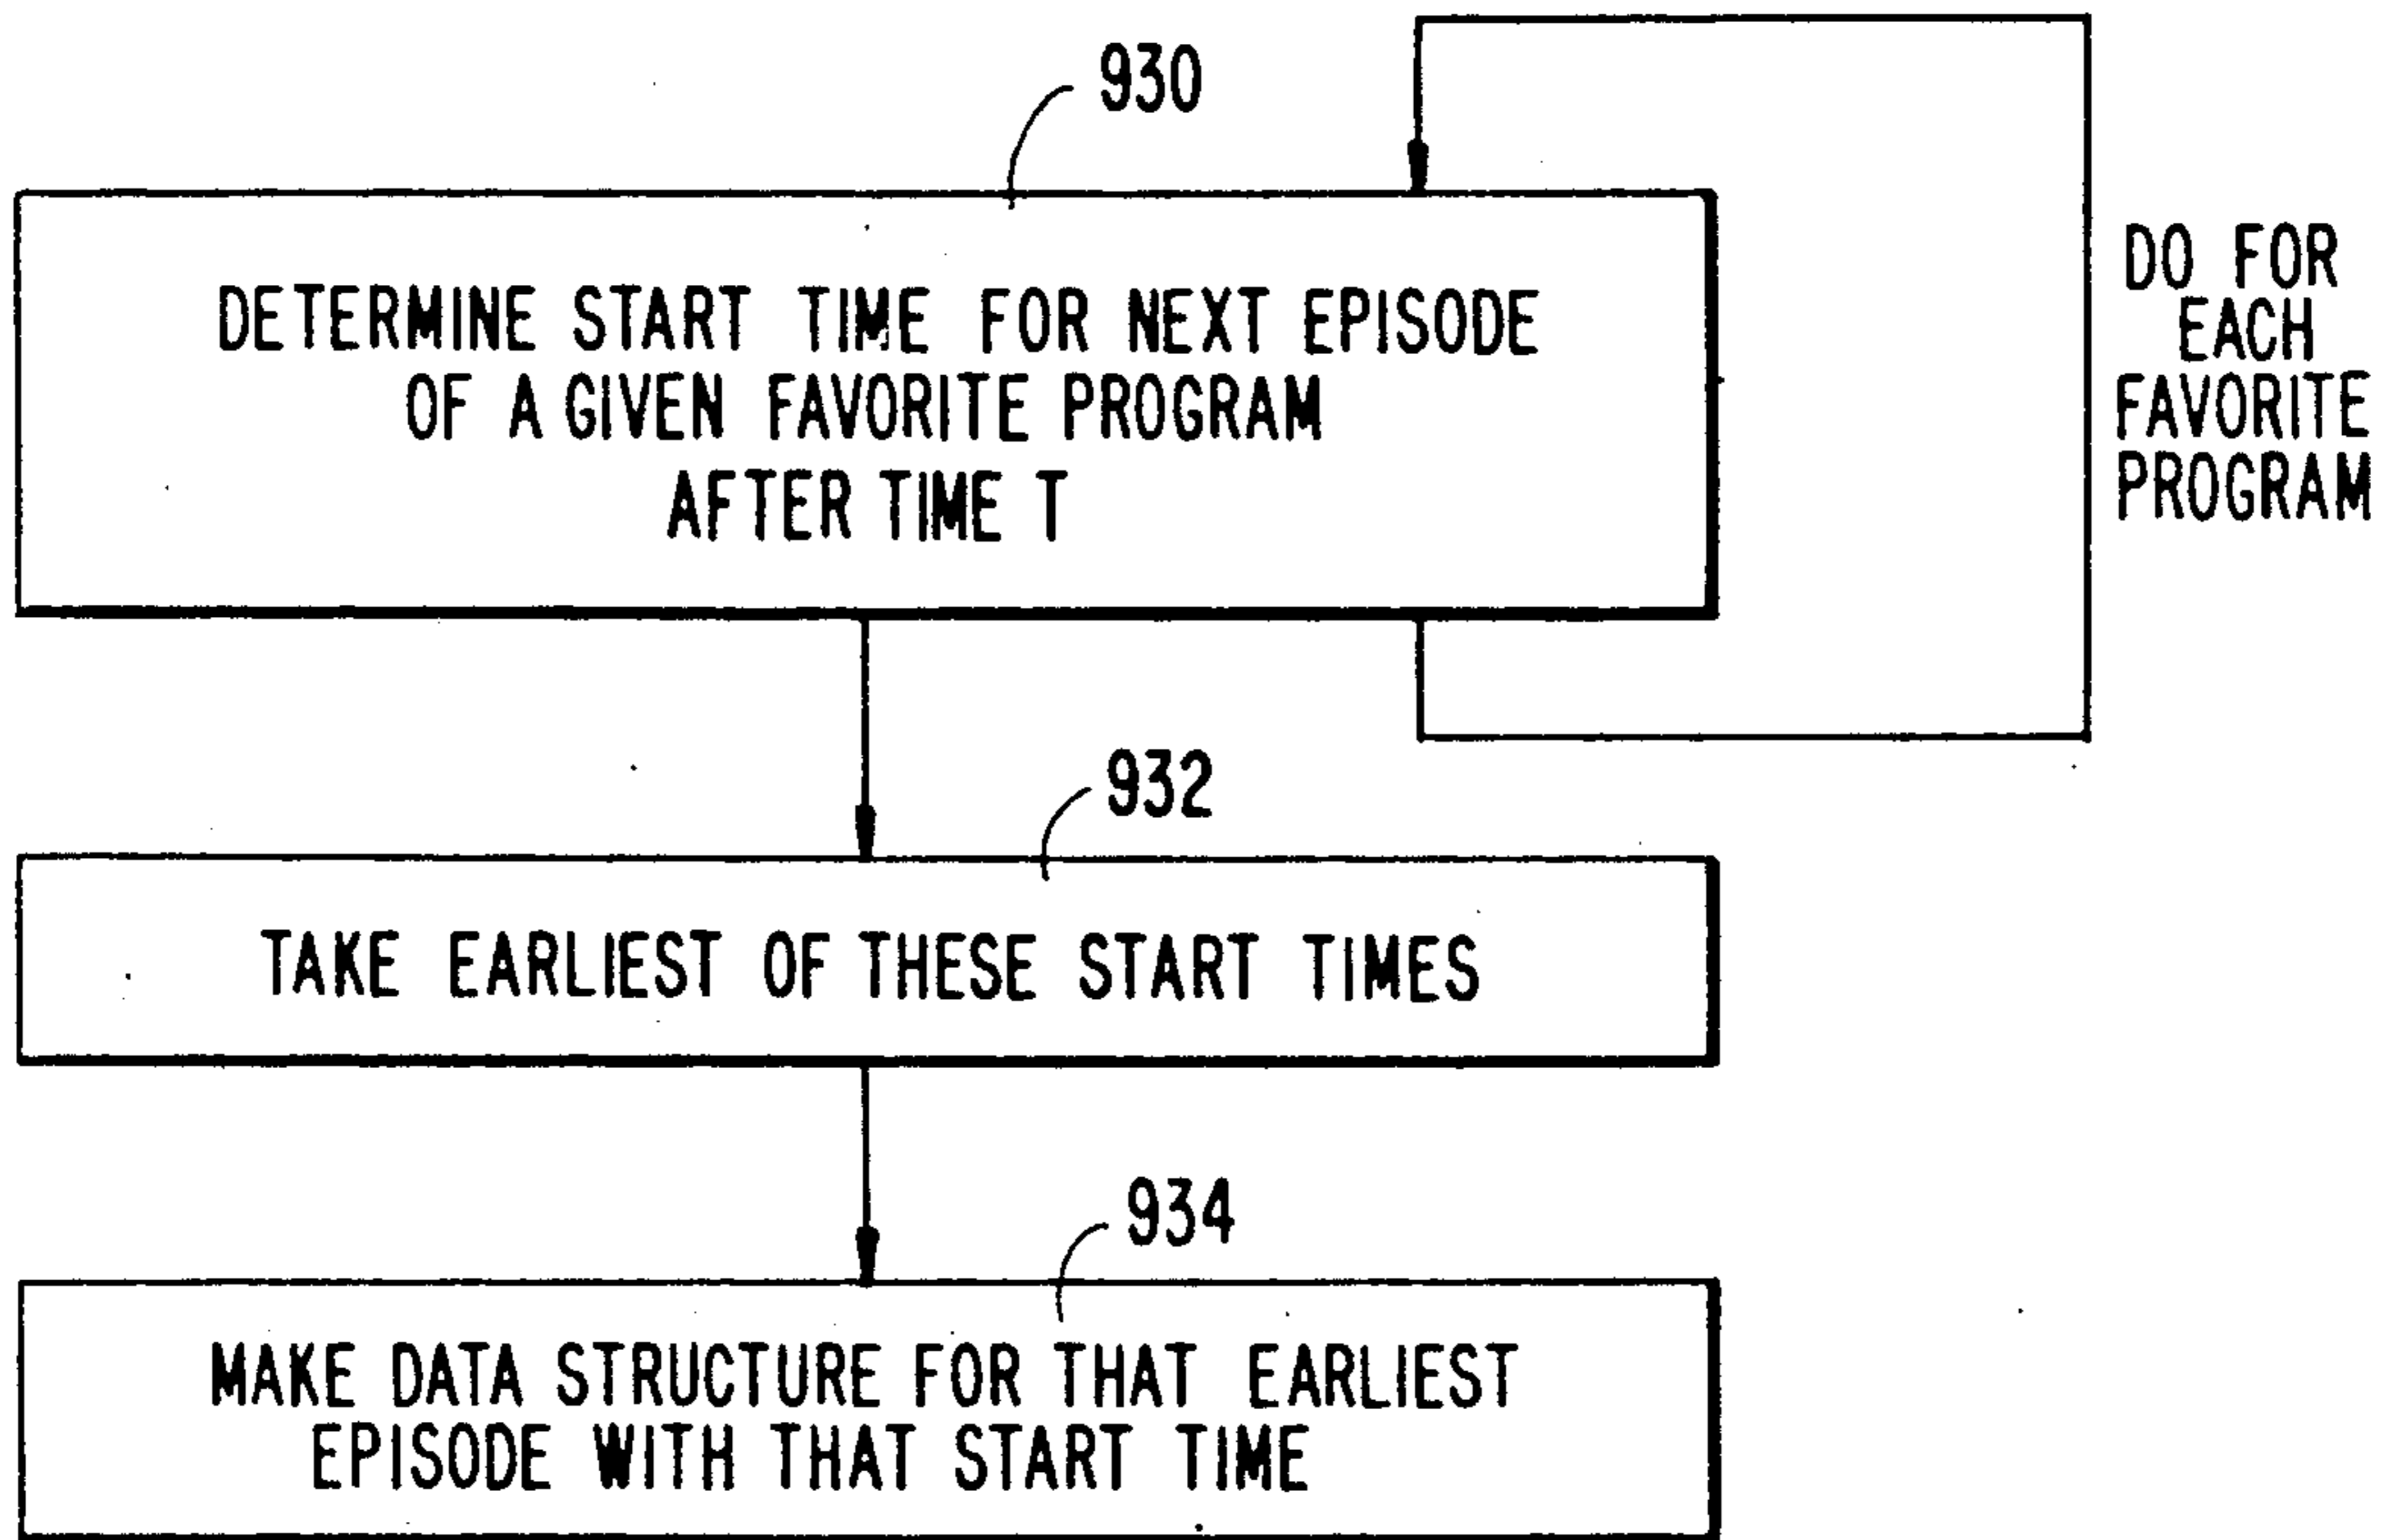 930
DETERMINE START TIME FOR NEXT EPISODE
OF A GIVEN FAVORITE PROGRAM
AFTER TIME T
DO FOR
EACH
FAVORITE
PROGRAM
932
TAKE EARLIEST OF THESE START TIMES
934
MAKE DATA STRUCTURE FOR THAT EARLIEST
EPISODE WITH THAT START TIME